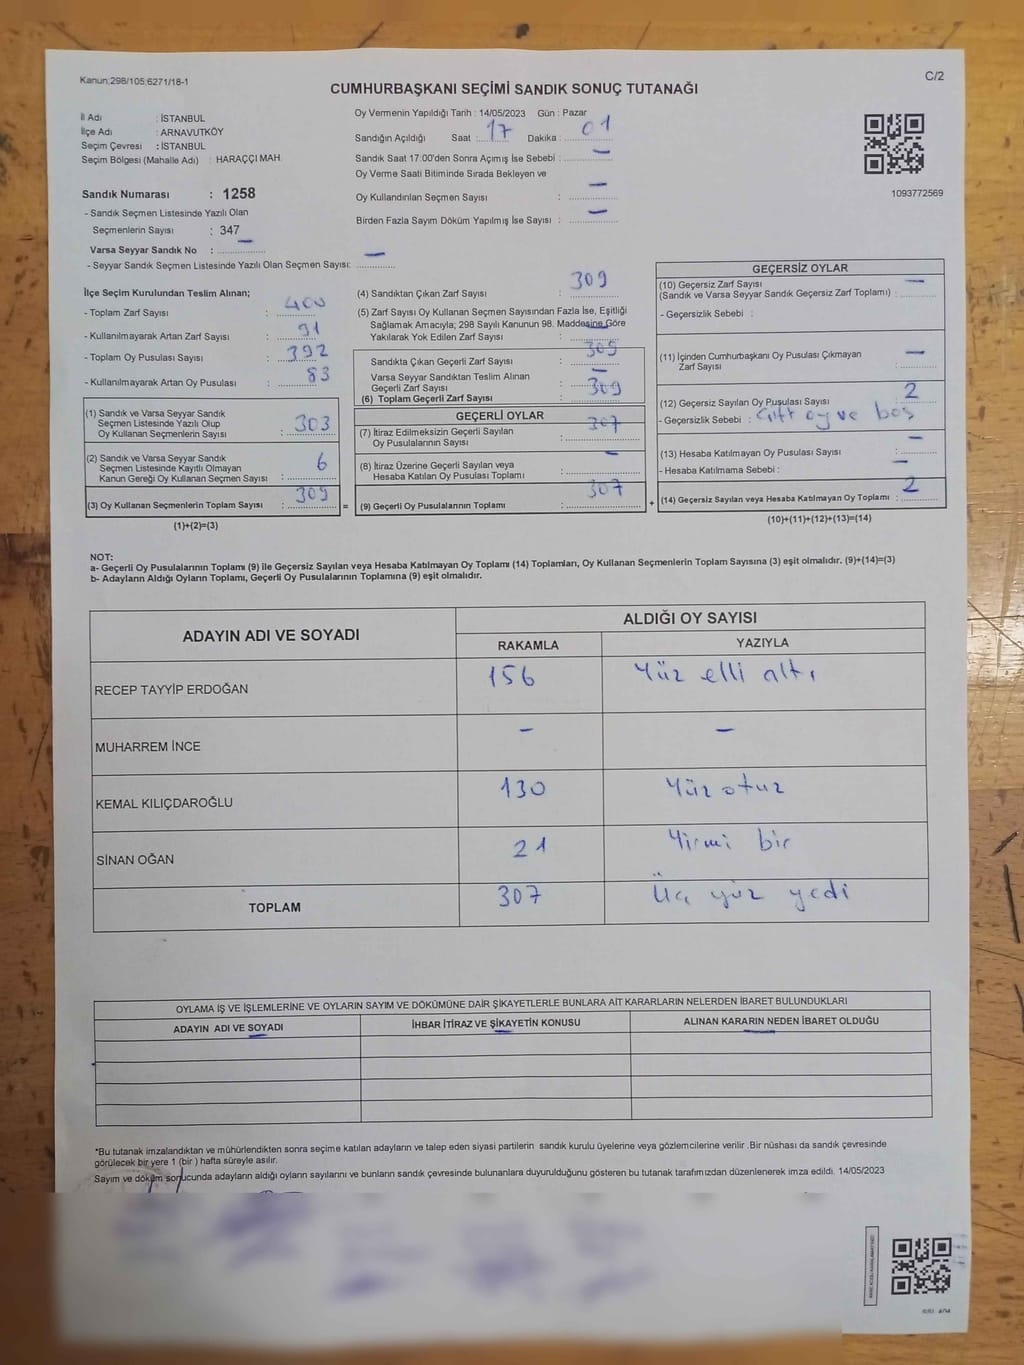 Kanun:298/105;6271/18-1
C/2
CUMHURBAŞKANI SEÇİMİ SANDIK SONUÇ TUTANAĞI
İl Adı : İSTANBUL
İlçe Adı : ARNAVUTKÖY
Seçim Çevresi : İSTANBUL
Seçim Bölgesi (Mahalle Adı) : HARAÇÇI MAH.
Sandık Numarası : 1258
- Sandık Seçmen Listesinde Yazılı Olan
Seçmenlerin Sayısı : 347
Varsa Seyyar Sandık No : —
- Seyyar Sandık Seçmen Listesinde Yazılı Olan Seçmen Sayısı: —
Oy Vermenin Yapıldığı Tarih : 14/05/2023 Gün : Pazar
Sandığın Açıldığı Saat : 17 Dakika : 01
Sandık Saat 17:00'den Sonra Açımış İse Sebebi : —
Oy Verme Saati Bitiminde Sırada Bekleyen ve
Oy Kullandırılan Seçmen Sayısı : —
Birden Fazla Sayım Döküm Yapılmış İse Sayısı : —
1093772569
İlçe Seçim Kurulundan Teslim Alınan;
- Toplam Zarf Sayısı : 400
- Kullanılmayarak Artan Zarf Sayısı : 91
- Toplam Oy Pusulası Sayısı : 392
- Kullanılmayarak Artan Oy Pusulası : 83
(1) Sandık ve Varsa Seyyar Sandık
Seçmen Listesinde Yazılı Olup
Oy Kullanan Seçmenlerin Sayısı : 303
(2) Sandık ve Varsa Seyyar Sandık
Seçmen Listesinde Kayıtlı Olmayan
Kanun Gereği Oy Kullanan Seçmen Sayısı : 6
(3) Oy Kullanan Seçmenlerin Toplam Sayısı : 309
(1)+(2)=(3)
(4) Sandıktan Çıkan Zarf Sayısı : 309
(5) Zarf Sayısı Oy Kullanan Seçmen Sayısından Fazla İse, Eşitliği
Sağlamak Amacıyla; 298 Sayılı Kanunun 98. Maddesine Göre
Yakılarak Yok Edilen Zarf Sayısı : —
Sandıkta Çıkan Geçerli Zarf Sayısı : 309
Varsa Seyyar Sandıktan Teslim Alınan
Geçerli Zarf Sayısı : —
(6) Toplam Geçerli Zarf Sayısı : 309
GEÇERLİ OYLAR
(7) İtiraz Edilmeksizin Geçerli Sayılan
Oy Pusulalarının Sayısı : 307
(8) İtiraz Üzerine Geçerli Sayılan veya
Hesaba Katılan Oy Pusulası Toplamı : —
= (9) Geçerli Oy Pusulalarının Toplamı : 307 +
GEÇERSİZ OYLAR
(10) Geçersiz Zarf Sayısı
(Sandık ve Varsa Seyyar Sandık Geçersiz Zarf Toplamı) : —
- Geçersizlik Sebebi :
(11) İçinden Cumhurbaşkanı Oy Pusulası Çıkmayan
Zarf Sayısı : —
(12) Geçersiz Sayılan Oy Pusulası Sayısı : 2
- Geçersizlik Sebebi : Çift oy ve boş
(13) Hesaba Katılmayan Oy Pusulası Sayısı : —
- Hesaba Katılmama Sebebi : —
(14) Geçersiz Sayılan veya Hesaba Katılmayan Oy Toplamı : 2
(10)+(11)+(12)+(13)=(14)
NOT:
a- Geçerli Oy Pusulalarının Toplamı (9) ile Geçersiz Sayılan veya Hesaba Katılmayan Oy Toplamı (14) Toplamları, Oy Kullanan Seçmenlerin Toplam Sayısına (3) eşit olmalıdır. (9)+(14)=(3)
b- Adayların Aldığı Oyların Toplamı, Geçerli Oy Pusulalarının Toplamına (9) eşit olmalıdır.
ADAYIN ADI VE SOYADI
ALDIĞI OY SAYISI
RAKAMLA YAZIYLA
RECEP TAYYİP ERDOĞAN 156 Yüz elli altı
MUHARREM İNCE — —
KEMAL KILIÇDAROĞLU 130 Yüz otuz
SİNAN OĞAN 21 Yirmi bir
TOPLAM 307 Üç yüz yedi
OYLAMA İŞ VE İŞLEMLERİNE VE OYLARIN SAYIM VE DÖKÜMÜNE DAİR ŞİKAYETLERLE BUNLARA AİT KARARLARIN NELERDEN İBARET BULUNDUKLARI
ADAYIN ADI VE SOYADI İHBAR İTİRAZ VE ŞİKAYETİN KONUSU ALINAN KARARIN NEDEN İBARET OLDUĞU
*Bu tutanak imzalandıktan ve mühürlendikten sonra seçime katılan adayların ve talep eden siyasi partilerin sandık kurulu üyelerine veya gözlemcilerine verilir .Bir nüshası da sandık çevresinde
görülecek bir yere 1 (bir ) hafta süreyle asılır.
Sayım ve döküm sonucunda adayların aldığı oyların sayılarını ve bunların sandık çevresinde bulunanlara duyurulduğunu gösteren bu tutanak tarafımızdan düzenlenerek imza edildi. 14/05/2023